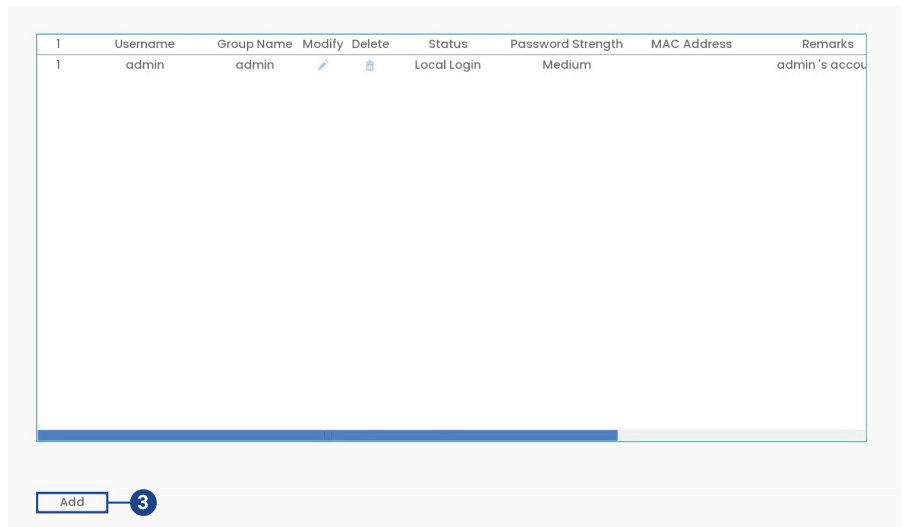 1 Username Group Name Modify Delete Status Password Strength MAC Address Remarks
1 admin admin Local Login Medium admin 's accou
Add 3